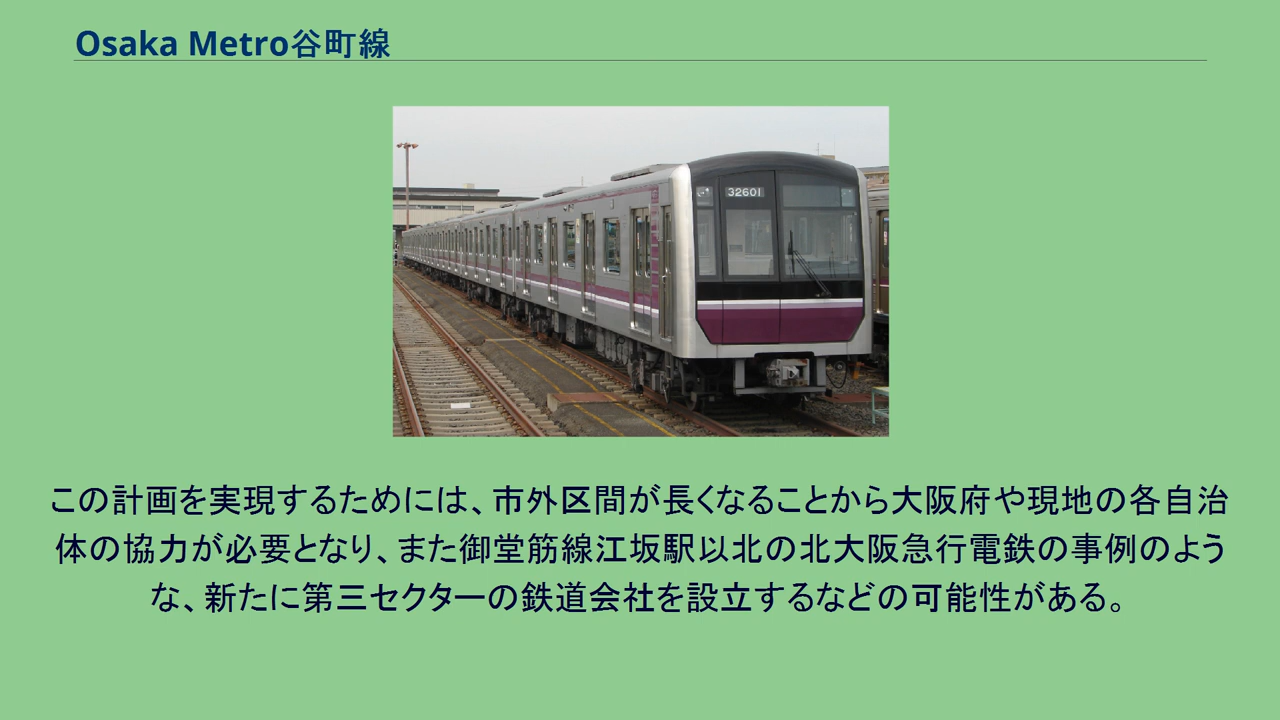 Osaka Metro谷町線
32601
この計画を実現するためには、市外区間が長くなることから大阪府や現地の各自治
体の協力が必要となり、また御堂筋線江坂駅以北の北大阪急行電鉄の事例のよう
な、新たに第三セクターの鉄道会社を設立するなどの可能性がある。